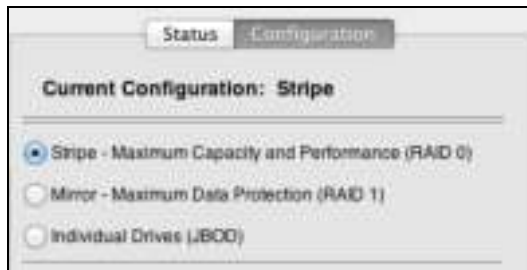 Status Configuration
Current Configuration: Stripe
Stripe - Maximum Capacity and Performance (RAID 0)
Mirror - Maximum Data Protection (RAID 1)
Individual Drives (JBOD)